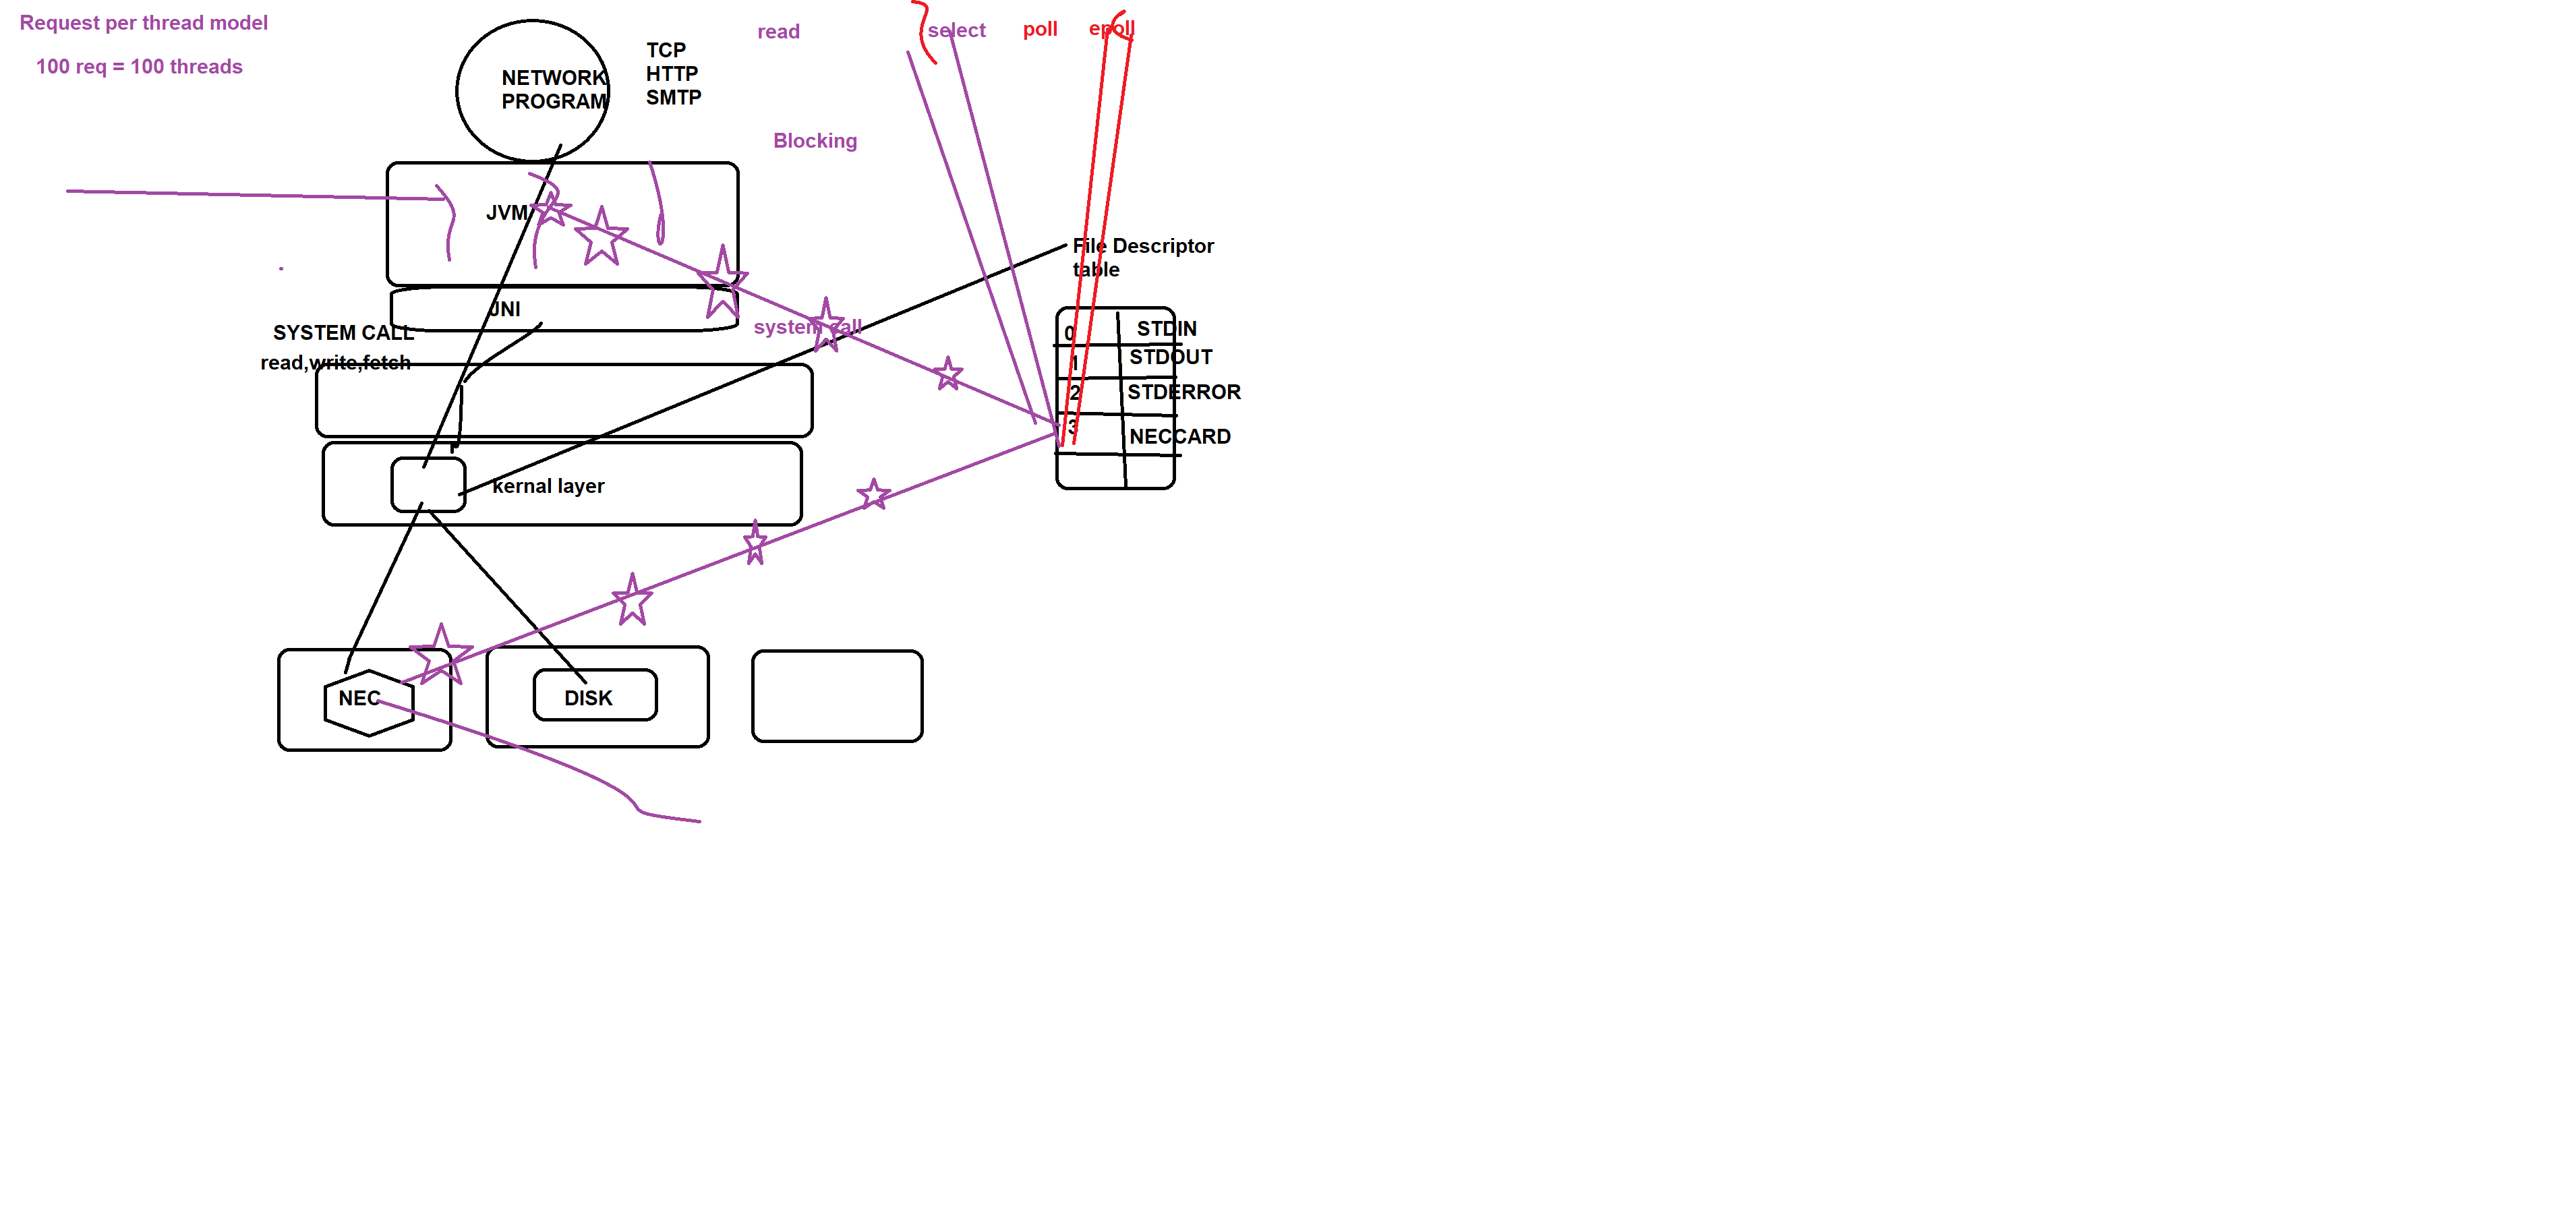 Request per thread model
100 req = 100 threads
NETWORK
PROGRAM
TCP
HTTP
SMTP
read
select
poll
epoll
Blocking
JVM
JNI
SYSTEM CALL
read,write,fetch
system call
File Descriptor
table
0 STDIN
1 STDOUT
2 STDERROR
3 NECCARD
kernal layer
NEC
DISK